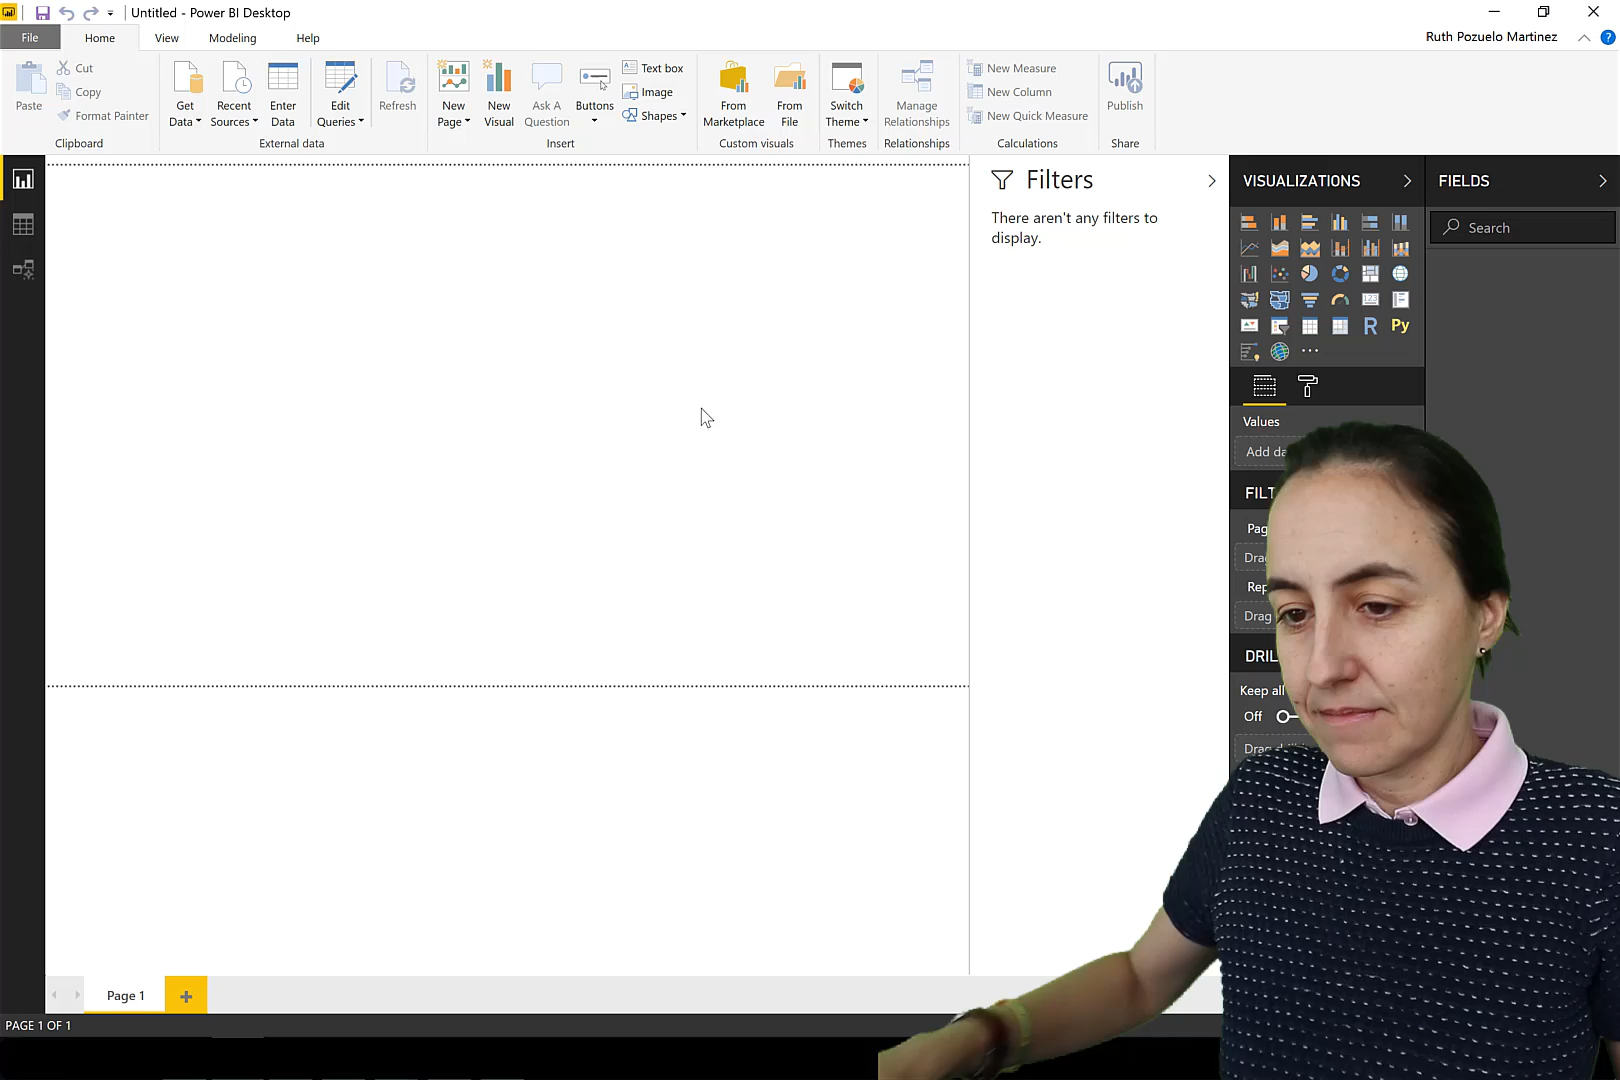 Untitled - Power BI Desktop
File Home View Modeling Help
Ruth Pozuelo Martinez
Paste
Cut
Copy
Format Painter
Clipboard
Get Data
Recent Sources
Enter Data
Edit Queries
Refresh
External data
New Page
New Visual
Ask A Question
Buttons
Text box
Image
Shapes
Insert
From Marketplace
From File
Custom visuals
Switch Theme
Themes
Manage Relationships
Relationships
New Measure
New Column
New Quick Measure
Calculations
Publish
Share
Filters
There aren't any filters to
display.
VISUALIZATIONS
123
R
Py
Values
Add da
FILT
Pag
Drag
Rep
Drag
DRIL
Keep all
Off
FIELDS
Search
Page 1
PAGE 1 OF 1